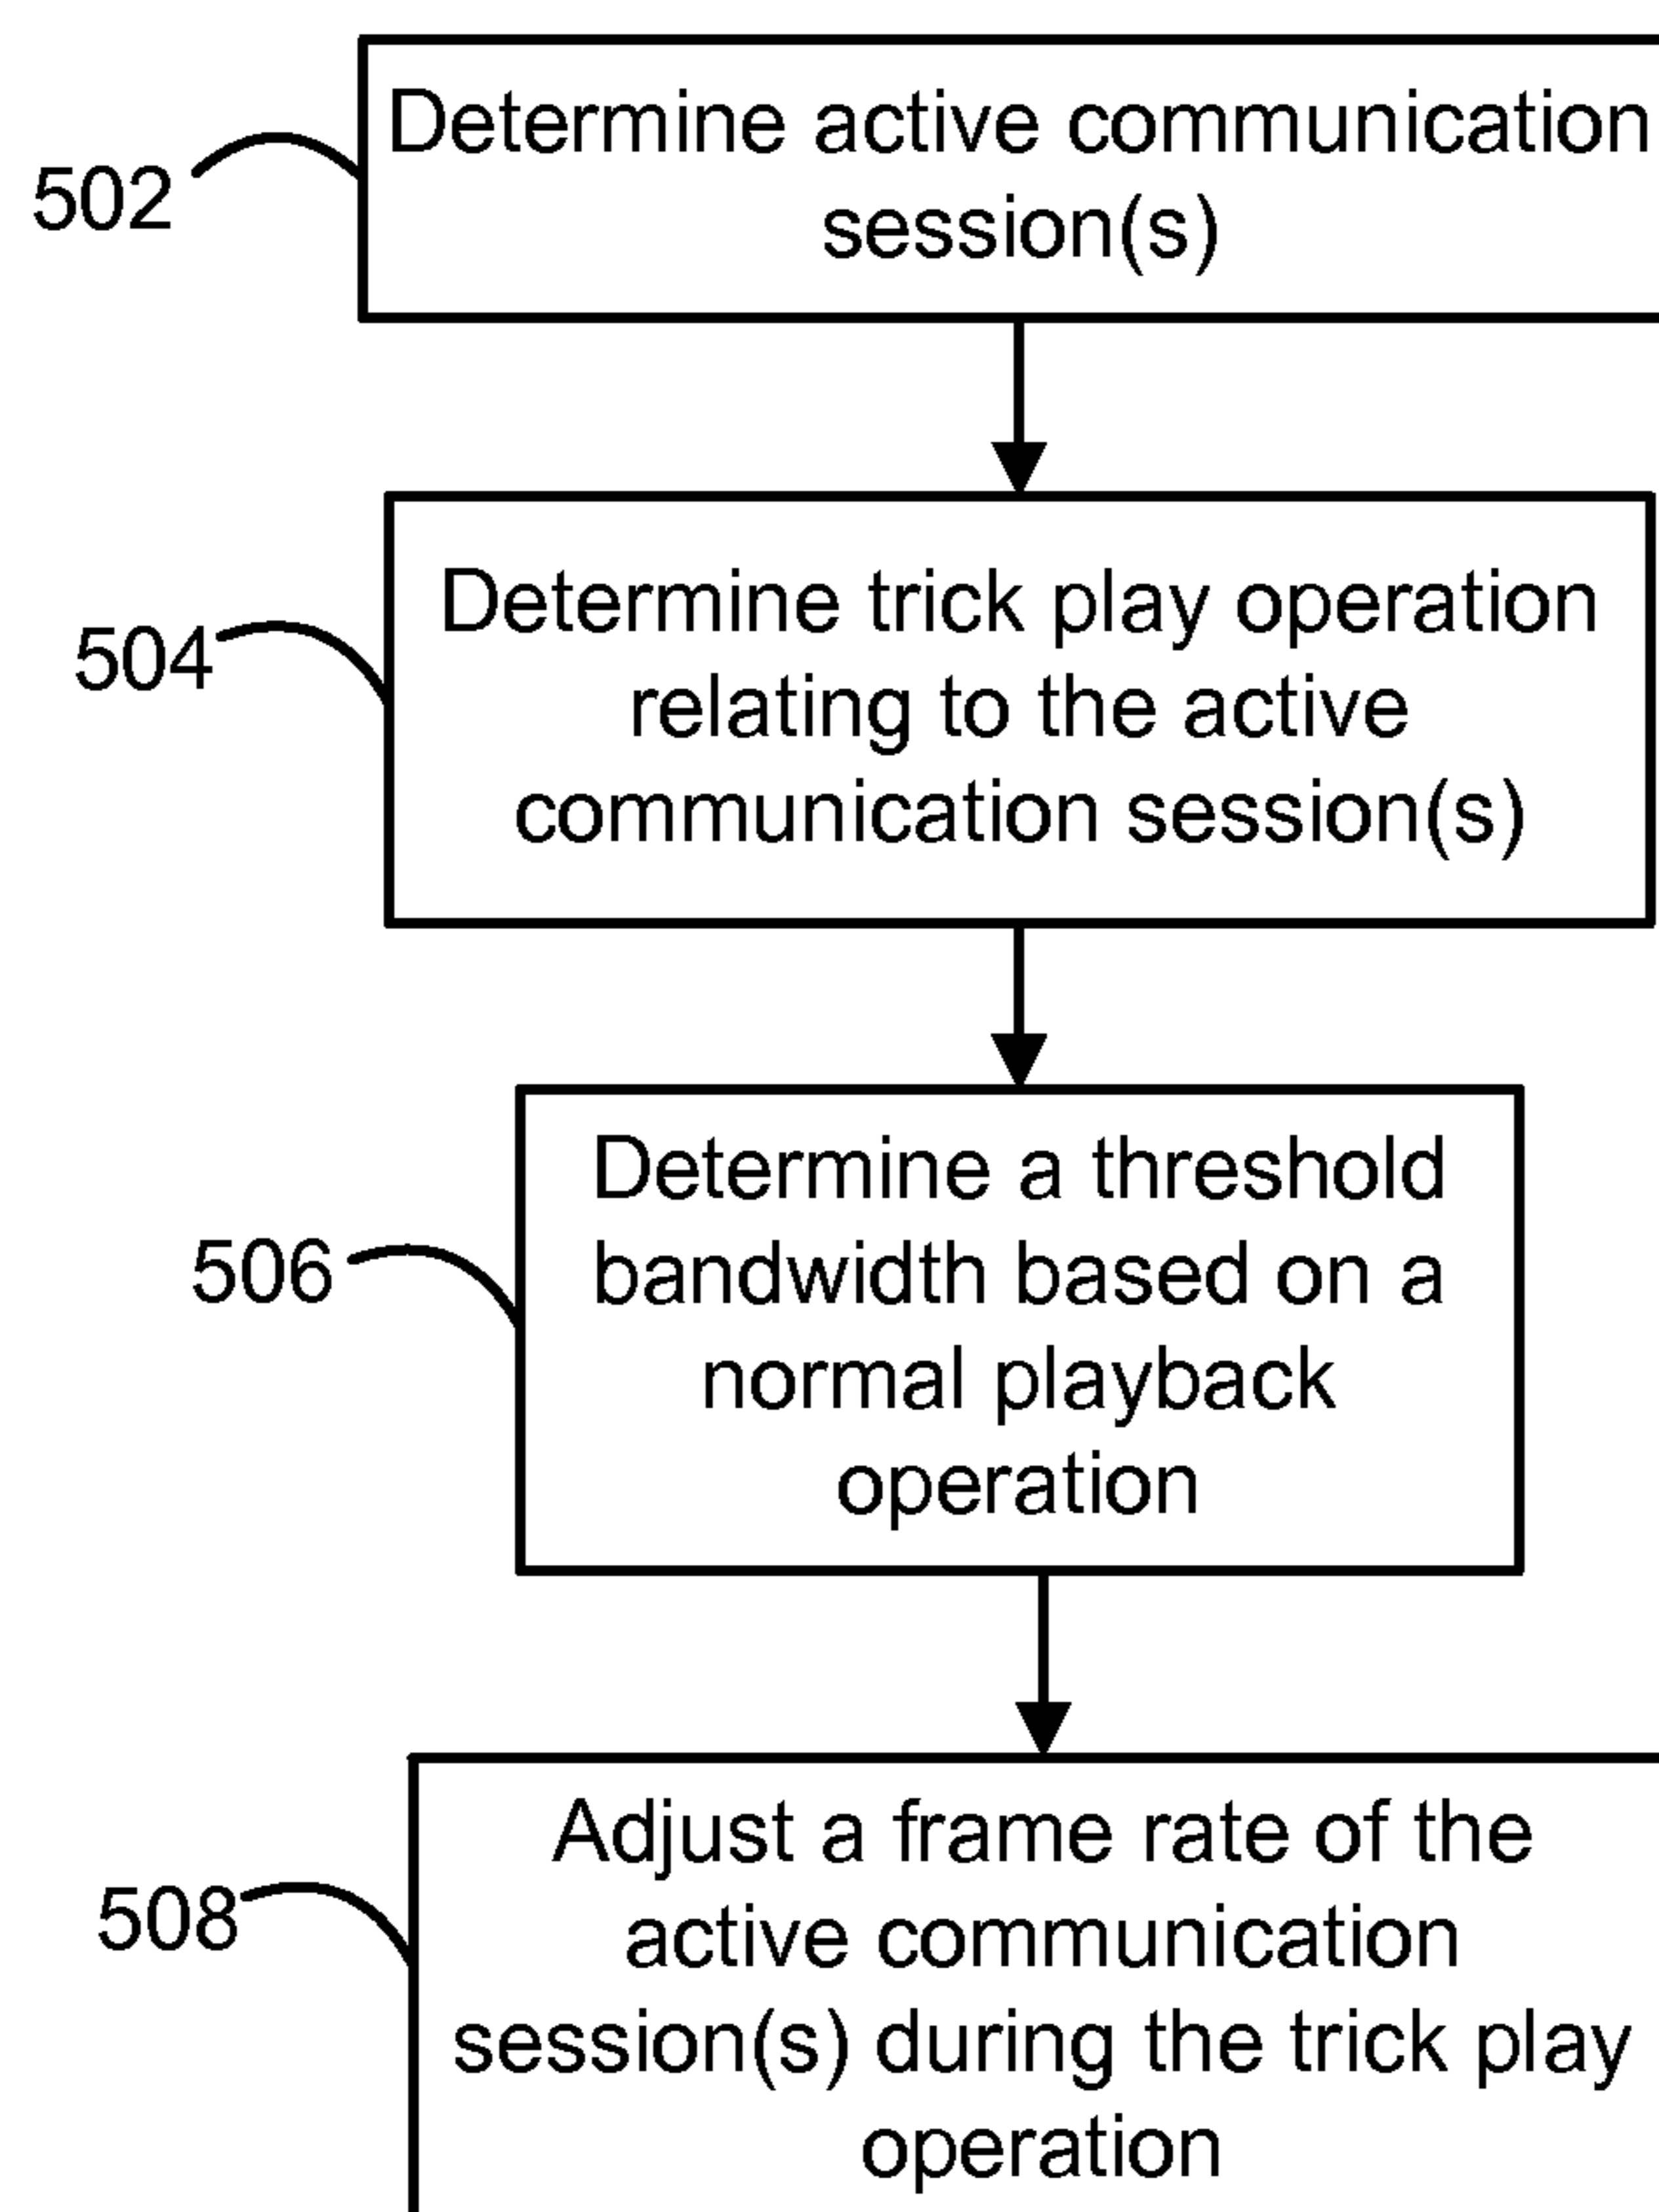 502
Determine active communication
session(s)
504
Determine trick play operation
relating to the active
communication session(s)
506
Determine a threshold
bandwidth based on a
normal playback
operation
508
Adjust a frame rate of the
active communication
session(s) during the trick play
operation